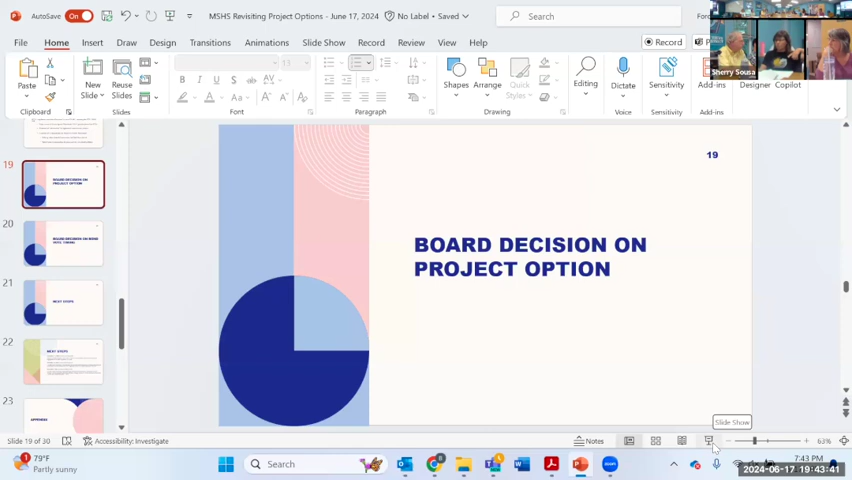 AutoSave On
MSHS Revisiting Project Options - June 17, 2024
No Label
Saved
Search
File Home Insert Draw Design Transitions Animations Slide Show Record Review View Help
Record
Sherry Sousa
Paste
New Slide
Reuse Slides
Shapes
Arrange
Quick Styles
Editing
Dictate
Sensitivity
Add-ins
Designer
Copilot
Clipboard
Slides
Font
Paragraph
Drawing
Voice
Sensitivity
Add-ins
19
20
21
NEXT STEPS
22
NEXT STEPS
23
19
BOARD DECISION ON
PROJECT OPTION
Slide Show
Slide 19 of 30
Accessibility: Investigate
Notes
63%
79°F
Partly sunny
Search
7:43 PM
2024-06-17 19:43:41